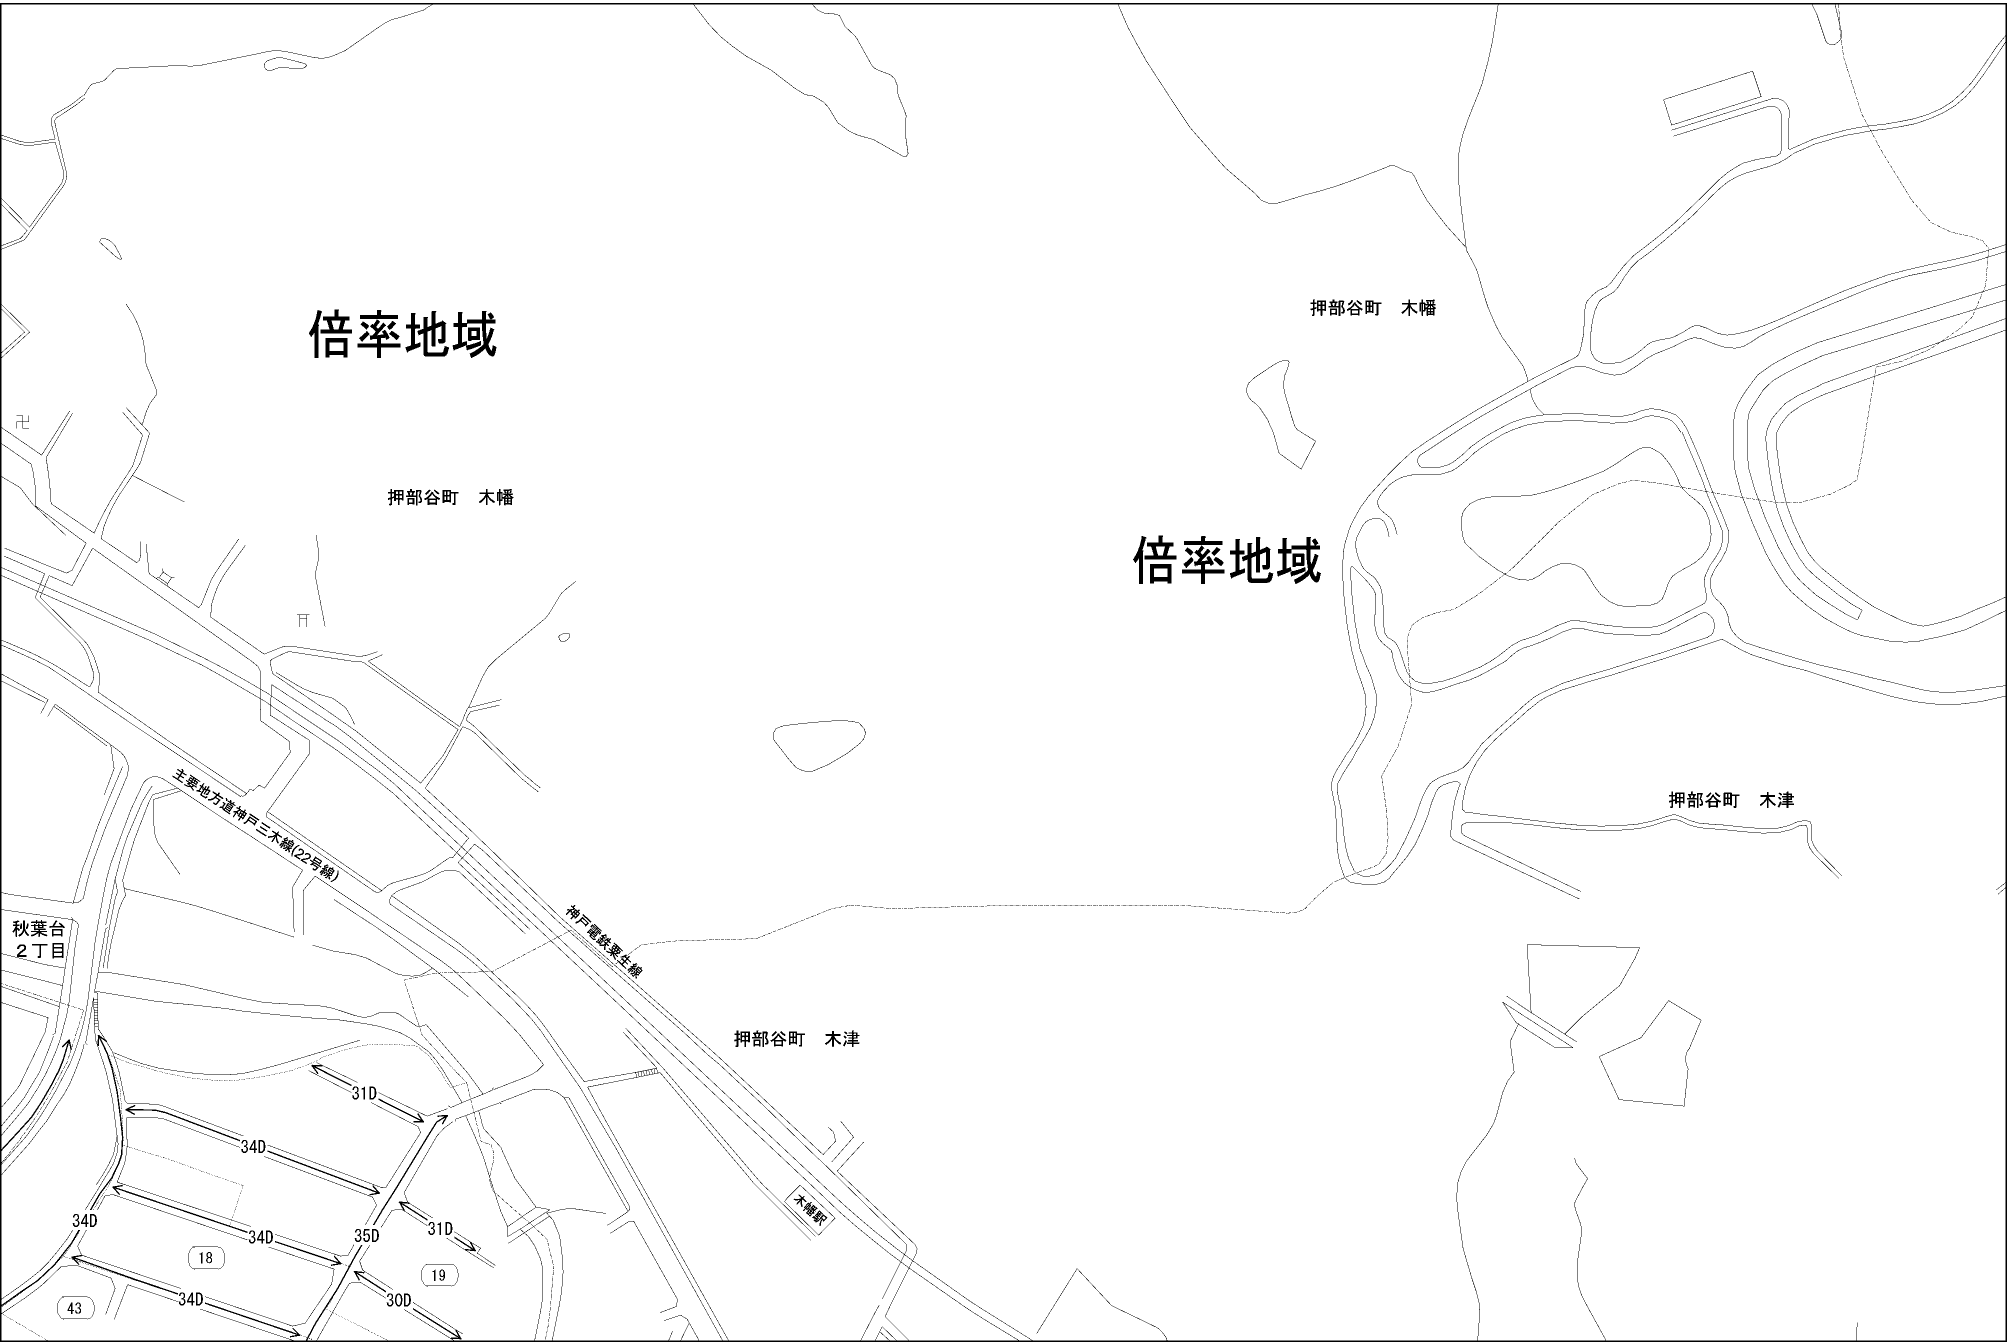 倍率地域
押部谷町　木幡
押部谷町　木幡
倍率地域
主要地方道神戸三木線(22号線)
押部谷町　木津
秋葉台
２丁目
神戸電鉄粟生線
押部谷町　木津
31D
34D
木幡駅
34D
34D
35D
31D
18
19
34D
30D
43